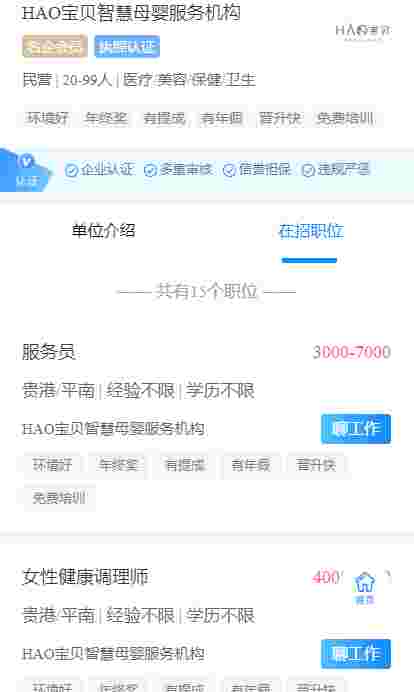 HAO宝贝智慧母婴服务机构
HAO宝贝
名企会员 执照认证
民营 | 20-99人 | 医疗/美容/保健/卫生
环境好 年终奖 有提成 有年假 晋升快 免费培训
认证 企业认证 多重审核 信誉担保 违规严惩
单位介绍 在招职位
共有15个职位
服务员 3000-7000
贵港/平南 | 经验不限 | 学历不限
HAO宝贝智慧母婴服务机构 聊工作
环境好 年终奖 有提成 有年假 晋升快
免费培训
女性健康调理师 400
首页
贵港/平南 | 经验不限 | 学历不限
HAO宝贝智慧母婴服务机构 聊工作
环境好 年终奖 有提成 有年假 晋升快